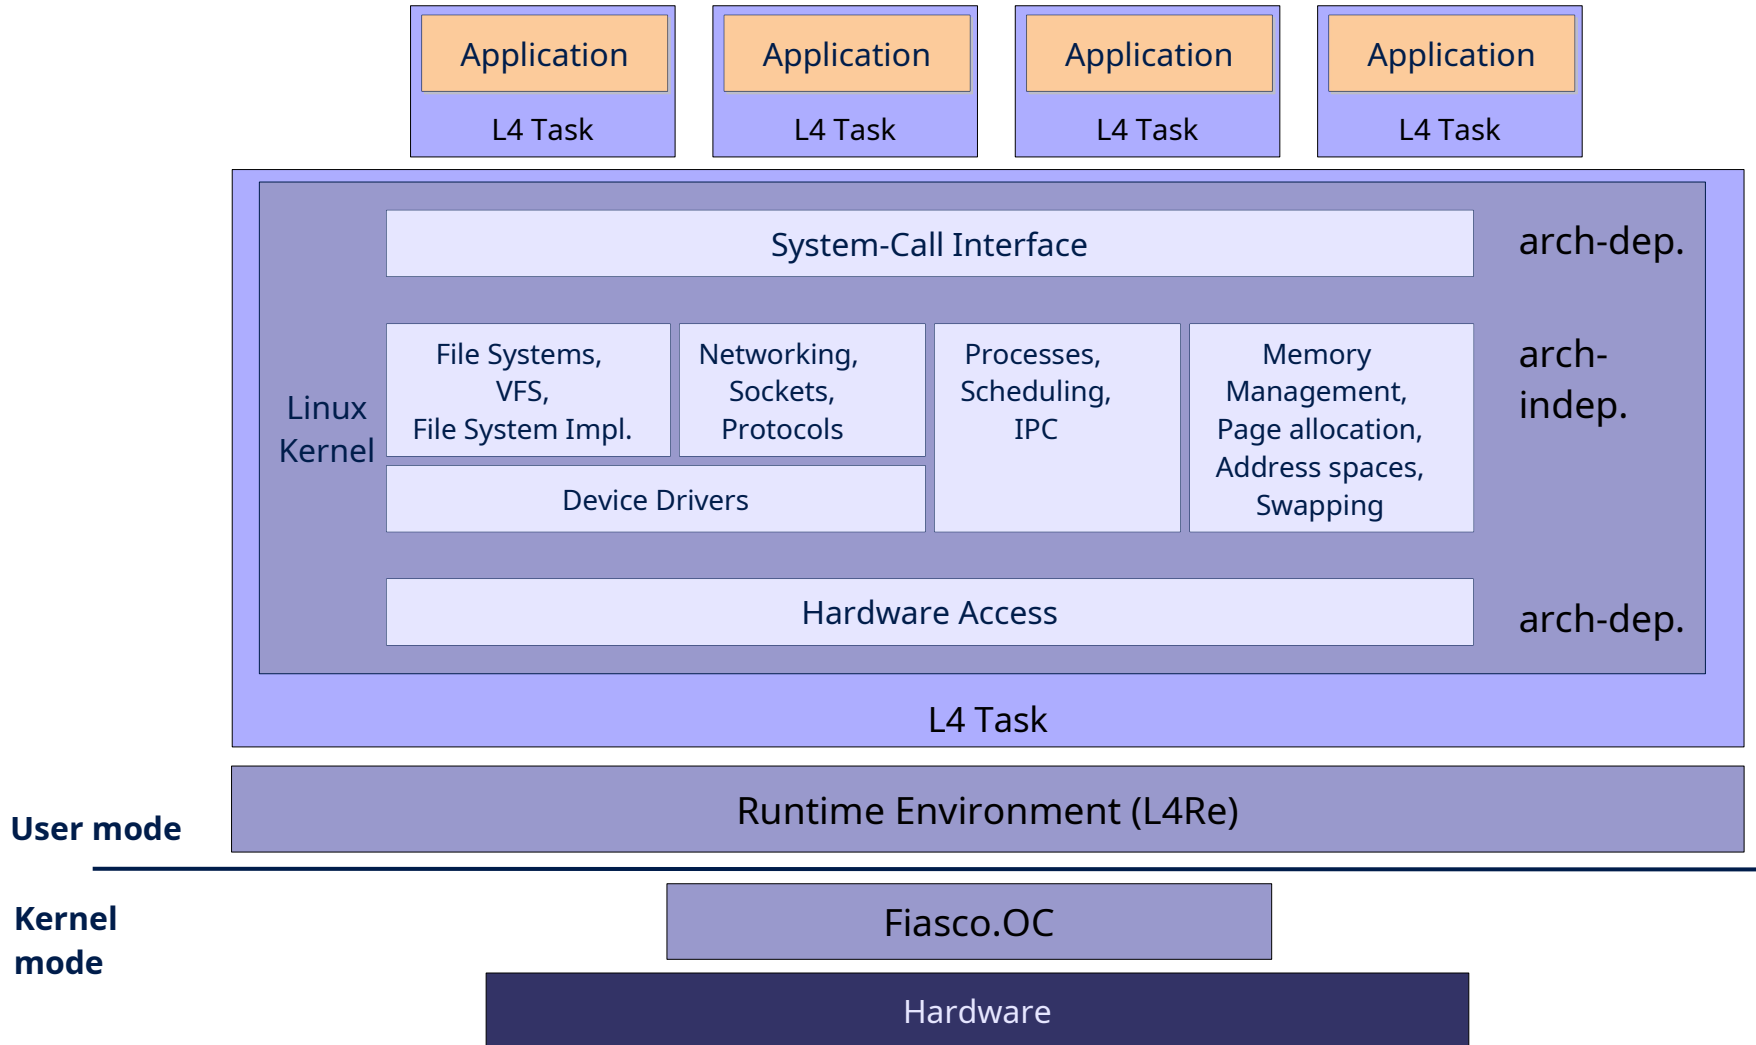 Application
Application
Application
Application
L4 Task
L4 Task
L4 Task
L4 Task
System-Call Interface
arch-dep.
Linux
Kernel
File Systems,
VFS,
File System Impl.
Networking,
Sockets,
Protocols
Processes,
Scheduling,
IPC
Memory
Management,
Page allocation,
Address spaces,
Swapping
arch-
indep.
Device Drivers
Hardware Access
arch-dep.
L4 Task
Runtime Environment (L4Re)
User mode
Kernel
mode
Fiasco.OC
Hardware